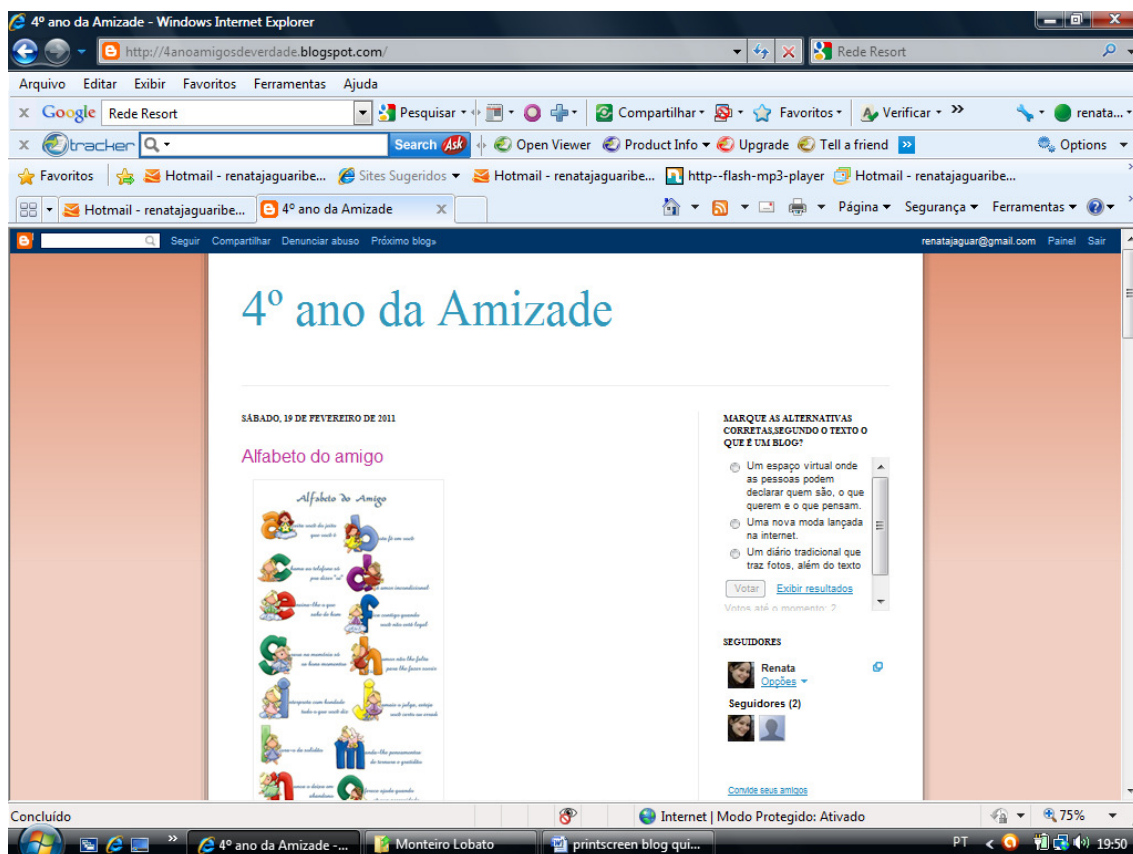 4º ano da Amizade - Windows Internet Explorer
http://4anoamigosdeverdade.blogspot.com/
Rede Resort
Arquivo Editar Exibir Favoritos Ferramentas Ajuda
x Google Rede Resort Pesquisar Compartilhar Favoritos Verificar » renata...
x etracker Search Ask Open Viewer Product Info Upgrade Tell a friend » Options
Favoritos Hotmail - renatajaguaribe... Sites Sugeridos Hotmail - renatajaguaribe... http--flash-mp3-player Hotmail - renatajaguaribe...
Hotmail - renatajaguaribe... 4º ano da Amizade x Página Segurança Ferramentas
Seguir Compartilhar Denunciar abuso Próximo blog» renatajaguar@gmail.com Painel Sair
4º ano da Amizade
SÁBADO, 19 DE FEVEREIRO DE 2011
Alfabeto do amigo
Alfabeto do Amigo
a
que você é
b
c
d
e
f
g
h
i
j
l
m
n
o
MARQUE AS ALTERNATIVAS
CORRETAS,SEGUNDO O TEXTO O
QUE É UM BLOG?
Um espaço virtual onde
as pessoas podem
declarar quem são, o que
querem e o que pensam.
Uma nova moda lançada
na internet.
Um diário tradicional que
traz fotos, além do texto
Votar Exibir resultados
Votos até o momento: 2
SEGUIDORES
Renata
Opções
Seguidores (2)
Convide seus amigos
Concluído Internet | Modo Protegido: Ativado 75%
» 4º ano da Amizade -... Monteiro Lobato printscreen blog qui... PT < 19:50